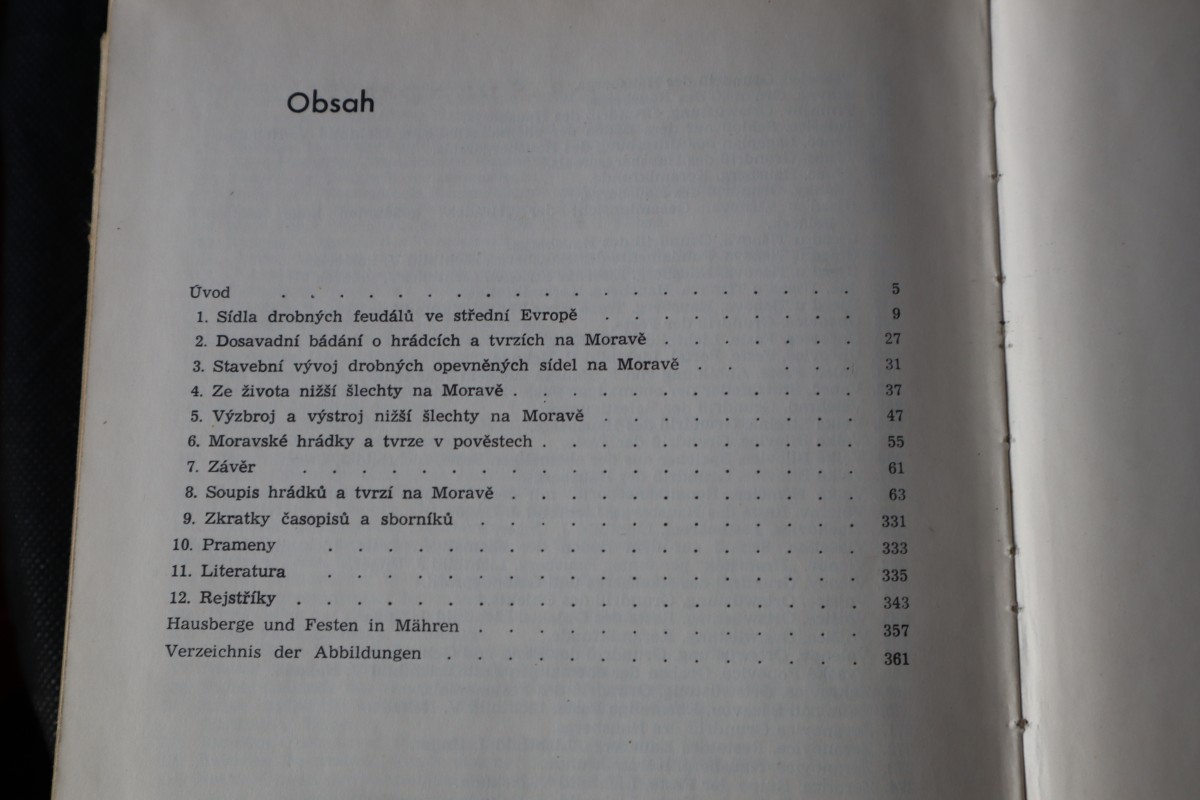 Obsah
Úvod . . . . . . . . . . . . . . . . . . . . 5
1. Sídla drobných feudálů ve střední Evropě . . . . . . . . . 9
2. Dosavadní bádání o hrádcích a tvrzích na Moravě . . . . . . . 27
3. Stavební vývoj drobných opevněných sídel na Moravě . . . . . 31
4. Ze života nižší šlechty na Moravě . . . . . . . . . . . . 37
5. Výzbroj a výstroj nižší šlechty na Moravě . . . . . . . . . 47
6. Moravské hrádky a tvrze v pověstech . . . . . . . . . . . 55
7. Závěr . . . . . . . . . . . . . . . . . . . 61
8. Soupis hrádků a tvrzí na Moravě . . . . . . . . . . . . 63
9. Zkratky časopisů a sborníků . . . . . . . . . . . . . 331
10. Prameny . . . . . . . . . . . . . . . . . . 333
11. Literatura . . . . . . . . . . . . . . . . . . 335
12. Rejstříky . . . . . . . . . . . . . . . . . . . 343
Hausberge und Festen in Mähren . . . . . . . . . . . . . 357
Verzeichnis der Abbildungen . . . . . . . . . . . . . . 361